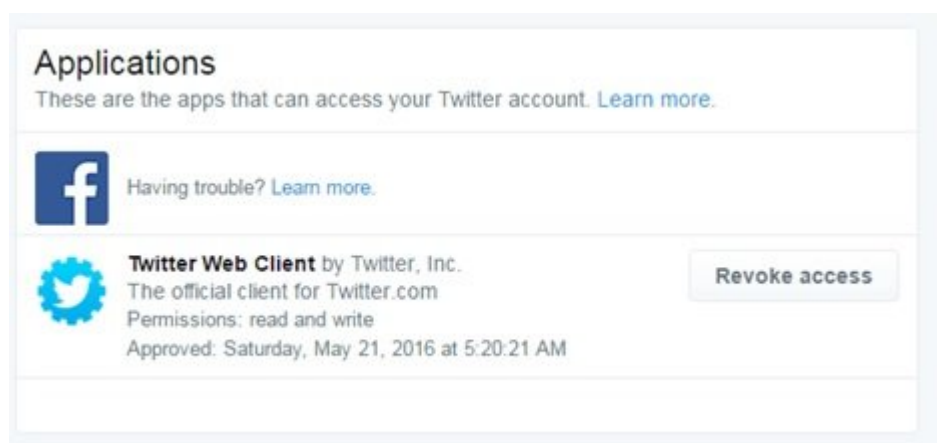 Applications
These are the apps that can access your Twitter account. Learn more.
Having trouble? Learn more.
Twitter Web Client by Twitter, Inc.
Revoke access
The official client for Twitter.com
Permissions: read and write
Approved: Saturday, May 21, 2016 at 5:20:21 AM